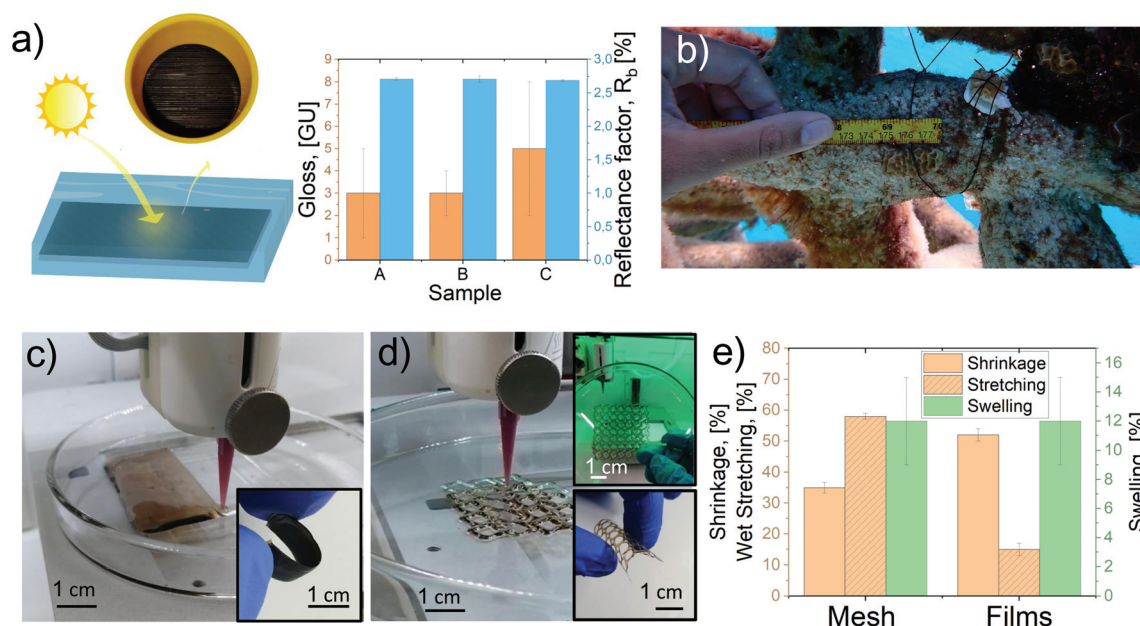 a)
Gloss, [GU]
9
8
7
6
5
4
3
2
1
0
A
B
C
Sample
3,0
2,5
2,0
1,5
1,0
0,5
0,0
Reflectance factor, Rb [%]
b)
173 174 175 176 177
c)
1 cm
1 cm
d)
1 cm
1 cm
1 cm
e)
Shrinkage, [%]
Wet Stretching, [%]
80
70
60
50
40
30
20
10
0
Shrinkage
Stretching
Swelling
Mesh
Films
16
14
12
10
8
6
4
2
0
Swelling, [%]